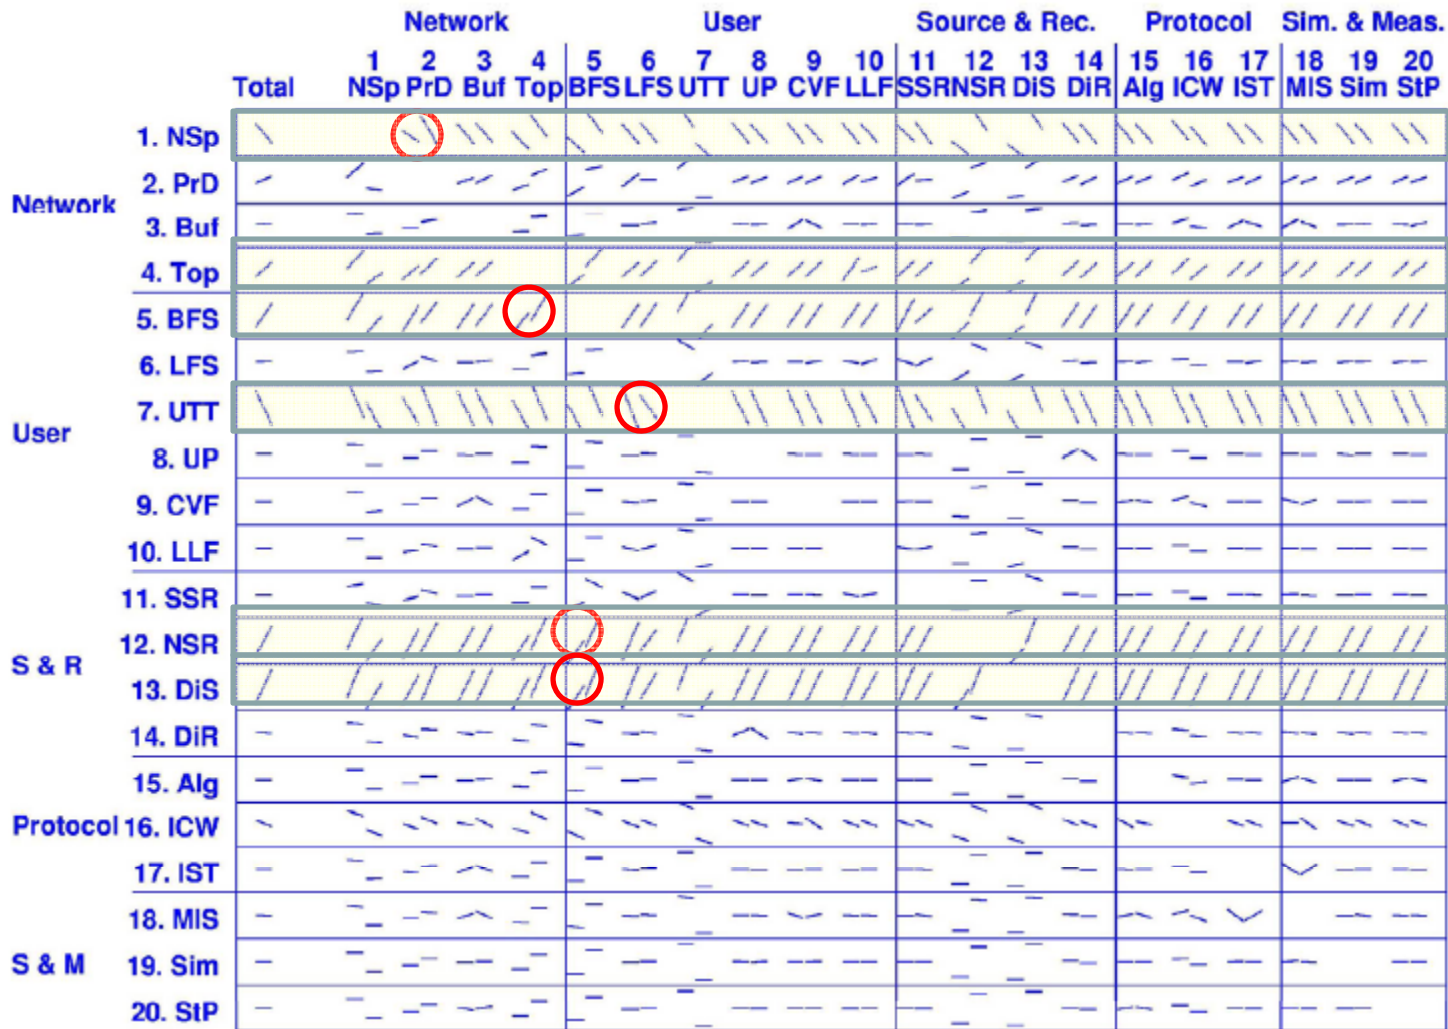 Network User Source & Rec. Protocol Sim. & Meas.
1 2 3 4 5 6 7 8 9 10 11 12 13 14 15 16 17 18 19 20
Total NSp PrD Buf Top BFS LFS UTT UP CVF LLF SSR NSR DiS DiR Alg ICW IST MIS Sim StP
1. NSp
2. PrD
Network
3. Buf
4. Top
5. BFS
6. LFS
7. UTT
User
8. UP
9. CVF
10. LLF
11. SSR
12. NSR
S & R
13. DiS
14. DiR
15. Alg
Protocol 16. ICW
17. IST
18. MIS
S & M 19. Sim
20. StP